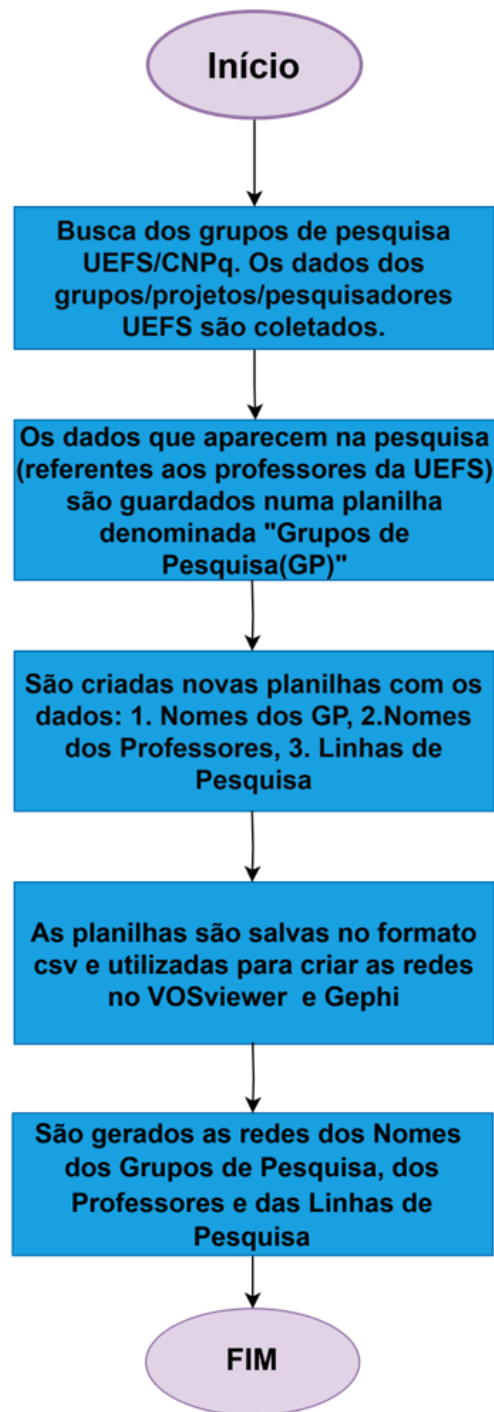 Início
Busca dos grupos de pesquisa
UEFS/CNPq. Os dados dos
grupos/projetos/pesquisadores
UEFS são coletados.
Os dados que aparecem na pesquisa
(referentes aos professores da UEFS)
são guardados numa planilha
denominada "Grupos de
Pesquisa(GP)"
São criadas novas planilhas com os
dados: 1. Nomes dos GP, 2.Nomes
dos Professores, 3. Linhas de
Pesquisa
As planilhas são salvas no formato
csv e utilizadas para criar as redes
no VOSviewer e Gephi
São gerados as redes dos Nomes
dos Grupos de Pesquisa, dos
Professores e das Linhas de
Pesquisa
FIM